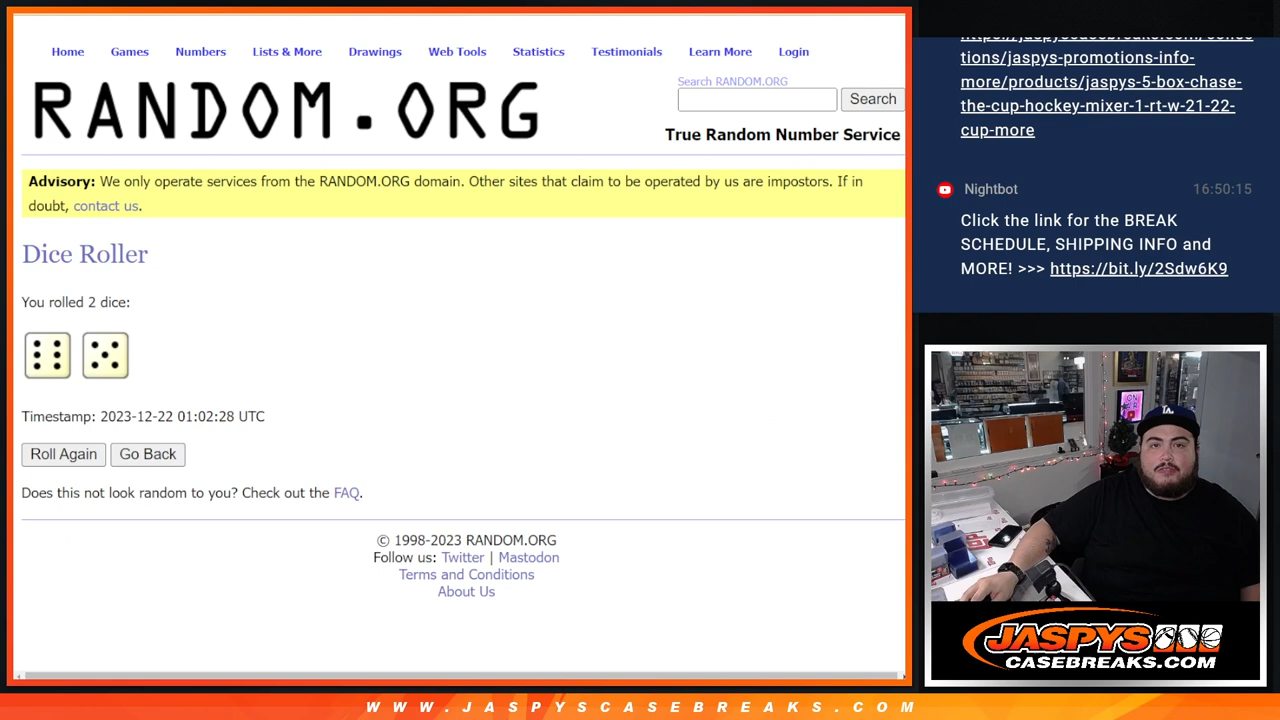 Home Games Numbers Lists & More Drawings Web Tools Statistics Testimonials Learn More Login
RANDOM.ORG
Search RANDOM.ORG
Search
True Random Number Service
Advisory: We only operate services from the RANDOM.ORG domain. Other sites that claim to be operated by us are impostors. If in
doubt, contact us.
Dice Roller
You rolled 2 dice:
Timestamp: 2023-12-22 01:02:28 UTC
Roll Again Go Back
Does this not look random to you? Check out the FAQ.
© 1998-2023 RANDOM.ORG
Follow us: Twitter | Mastodon
Terms and Conditions
About Us
tions/jaspys-promotions-info-
more/products/jaspys-5-box-chase-
the-cup-hockey-mixer-1-rt-w-21-22-
cup-more
Nightbot 16:50:15
Click the link for the BREAK
SCHEDULE, SHIPPING INFO and
MORE! >>> https://bit.ly/2Sdw6K9
JASPYS
CASEBREAKS.COM
WWW.JASPYSCASEBREAKS.COM